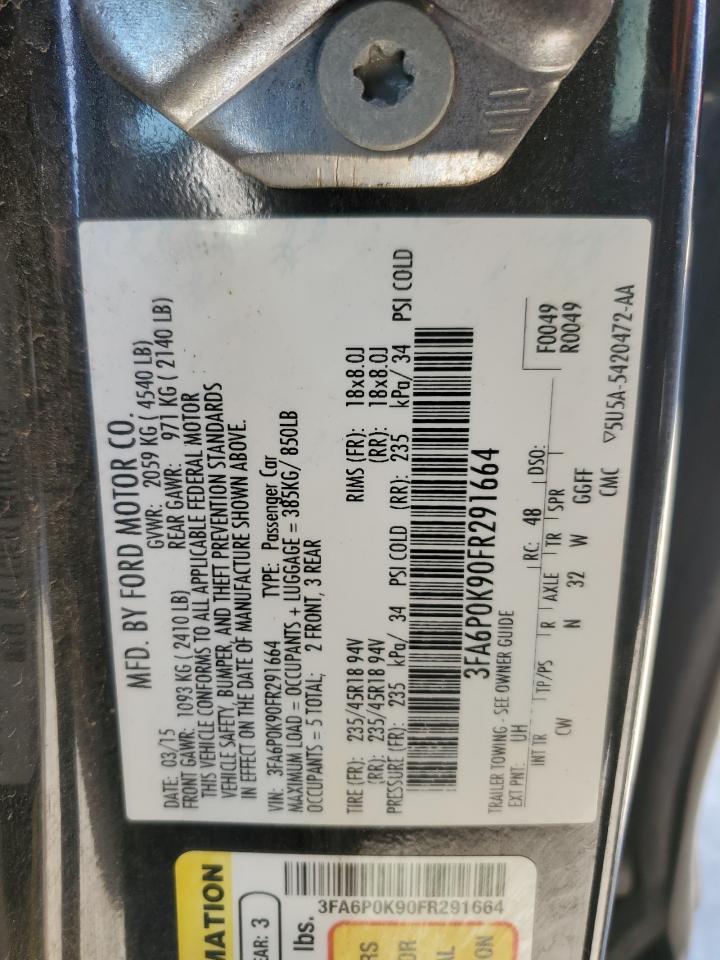 MFD. BY FORD MOTOR CO.
DATE: 03/15 GVWR: 2059 KG ( 4540 LB)
FRONT GAWR: 1093 KG ( 2410 LB) REAR GAWR: 971 KG ( 2140 LB)
THIS VEHICLE CONFORMS TO ALL APPLICABLE FEDERAL MOTOR
VEHICLE SAFETY, BUMPER, AND THEFT PREVENTION STANDARDS
IN EFFECT ON THE DATE OF MANUFACTURE SHOWN ABOVE.
VIN: 3FA6P0K90FR291664 TYPE: Passenger Car
MAXIMUM LOAD = OCCUPANTS + LUGGAGE = 385KG/ 850LB
OCCUPANTS = 5 TOTAL; 2 FRONT, 3 REAR
TIRE (FR): 235/45R18 94V RIMS (FR): 18x8.0J
(RR): 235/45R18 94V (RR): 18x8.0J
PRESSURE (FR): 235 kPa/ 34 PSI COLD (RR): 235 kPa/ 34 PSI COLD
3FA6P0K90FR291664
TRAILER TOWING - SEE OWNER GUIDE
EXT PNT: UH RC: 48 DSO: F0049
R0049
INT TR TP/PS R AXLE TR SPR
CW N 32 W GGFF
CMC ▽5U5A-5420472-AA
MATION
EAR: 3
lbs.
3FA6P0K90FR291664
RS
OR
AL
ON